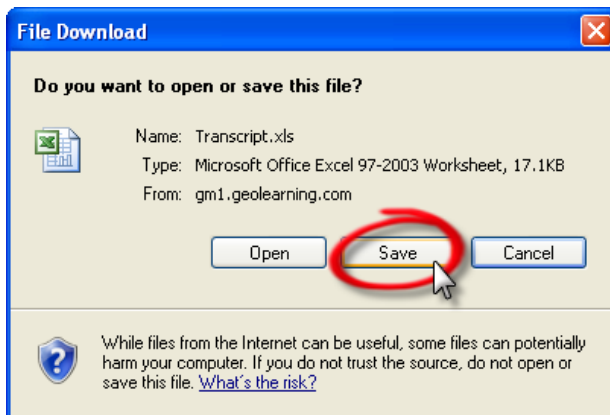 File Download
Do you want to open or save this file?
Name: Transcript.xls
Type: Microsoft Office Excel 97-2003 Worksheet, 17.1KB
From: gm1.geolearning.com
Open Save Cancel
While files from the Internet can be useful, some files can potentially
harm your computer. If you do not trust the source, do not open or
save this file. What's the risk?